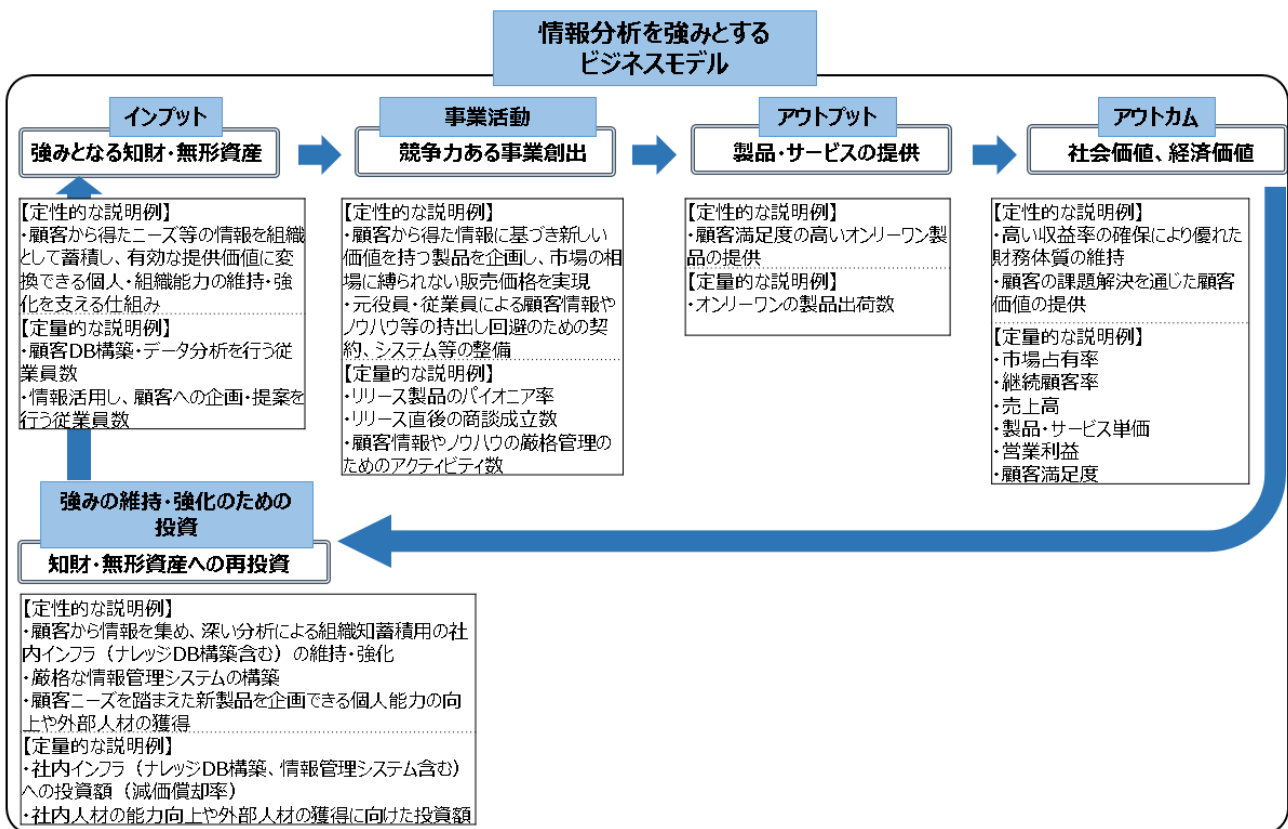 情報分析を強みとする
ビジネスモデル
インプット
強みとなる知財・無形資産
【定性的な説明例】
・顧客から得たニーズ等の情報を組織
として蓄積し、有効な提供価値に変
換できる個人・組織能力の維持・強
化を支える仕組み
【定量的な説明例】
・顧客DB構築・データ分析を行う従
業員数
・情報活用し、顧客への企画・提案を
行う従業員数
事業活動
競争力ある事業創出
【定性的な説明例】
・顧客から得た情報に基づき新しい
価値を持つ製品を企画し、市場の相
場に縛られない販売価格を実現
・元役員・従業員による顧客情報や
ノウハウ等の持出し回避のための契
約、システム等の整備
【定量的な説明例】
・リリース製品のパイオニア率
・リリース直後の商談成立数
・顧客情報やノウハウの厳格管理の
ためのアクティビティ数
アウトプット
製品・サービスの提供
【定性的な説明例】
・顧客満足度の高いオンリーワン製
品の提供
【定量的な説明例】
・オンリーワンの製品出荷数
アウトカム
社会価値、経済価値
【定性的な説明例】
・高い収益率の確保により優れた
財務体質の維持
・顧客の課題解決を通じた顧客
価値の提供
【定量的な説明例】
・市場占有率
・継続顧客率
・売上高
・製品・サービス単価
・営業利益
・顧客満足度
強みの維持・強化のための
投資
知財・無形資産への再投資
【定性的な説明例】
・顧客から情報を集め、深い分析による組織知蓄積用の社
内インフラ（ナレッジDB構築含む）の維持・強化
・厳格な情報管理システムの構築
・顧客ニーズを踏まえた新製品を企画できる個人能力の向
上や外部人材の獲得
【定量的な説明例】
・社内インフラ（ナレッジDB構築、情報管理システム含む）
への投資額（減価償却率）
・社内人材の能力向上や外部人材の獲得に向けた投資額